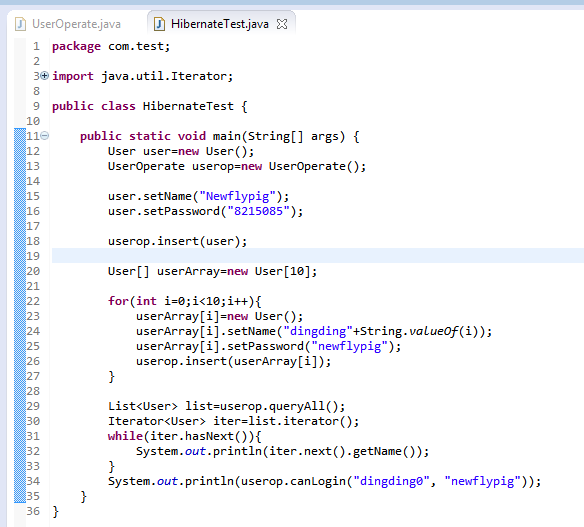 UserOperate.java HibernateTest.java
1 package com.test;
2
3 import java.util.Iterator;
8
9 public class HibernateTest {
10
11 public static void main(String[] args) {
12 User user=new User();
13 UserOperate userop=new UserOperate();
14
15 user.setName("Newflypig");
16 user.setPassword("8215085");
17
18 userop.insert(user);
19
20 User[] userArray=new User[10];
21
22 for(int i=0;i<10;i++){
23 userArray[i]=new User();
24 userArray[i].setName("dingding"+String.valueOf(i));
25 userArray[i].setPassword("newflypig");
26 userop.insert(userArray[i]);
27 }
28
29 List<User> list=userop.queryAll();
30 Iterator<User> iter=list.iterator();
31 while(iter.hasNext()){
32 System.out.println(iter.next().getName());
33 }
34 System.out.println(userop.canLogin("dingding0", "newflypig"));
35 }
36 }